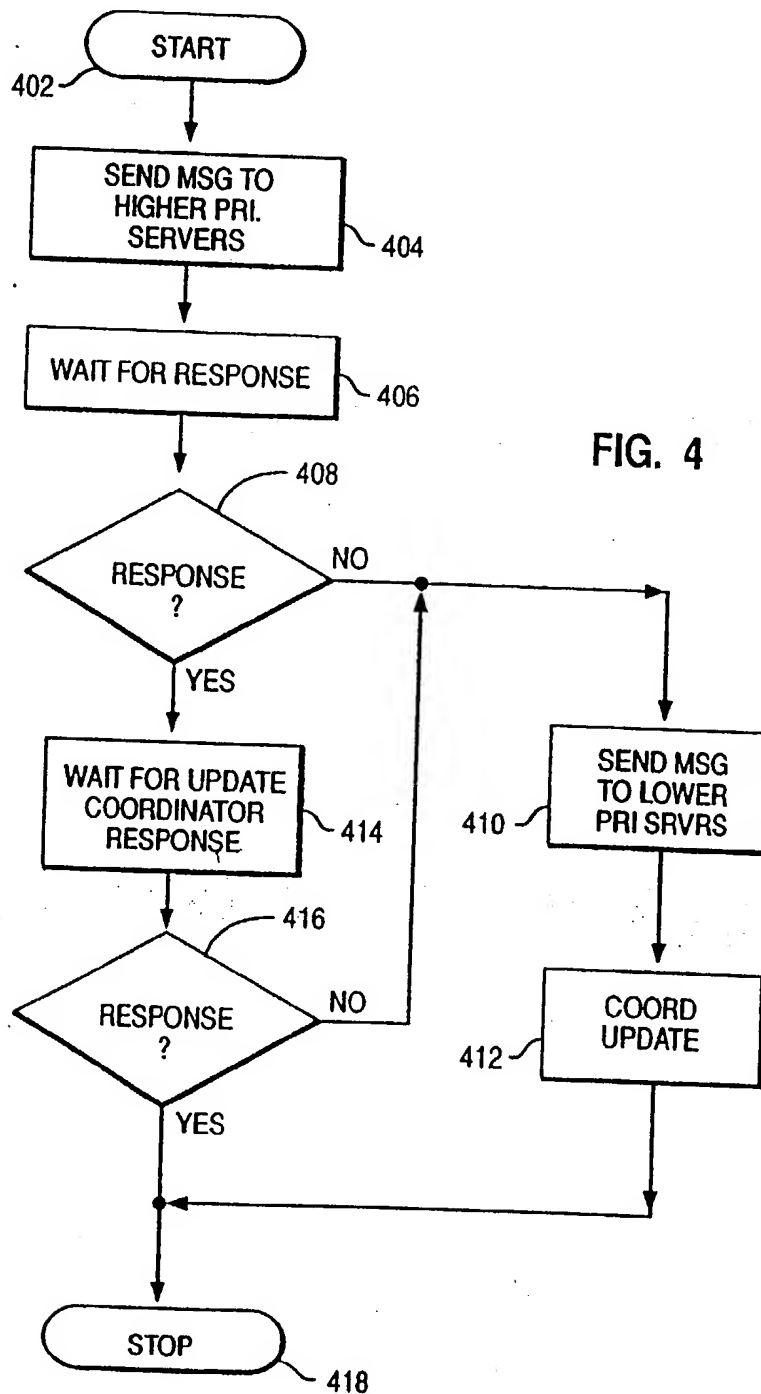 START
402
SEND MSG TO
HIGHER PRI.
SERVERS
404
WAIT FOR RESPONSE
406
FIG. 4
408
RESPONSE
?
NO
YES
WAIT FOR UPDATE
COORDINATOR
RESPONSE
414
SEND MSG
TO LOWER
PRI SRVRS
410
416
RESPONSE
?
NO
YES
COORD
UPDATE
412
STOP
418